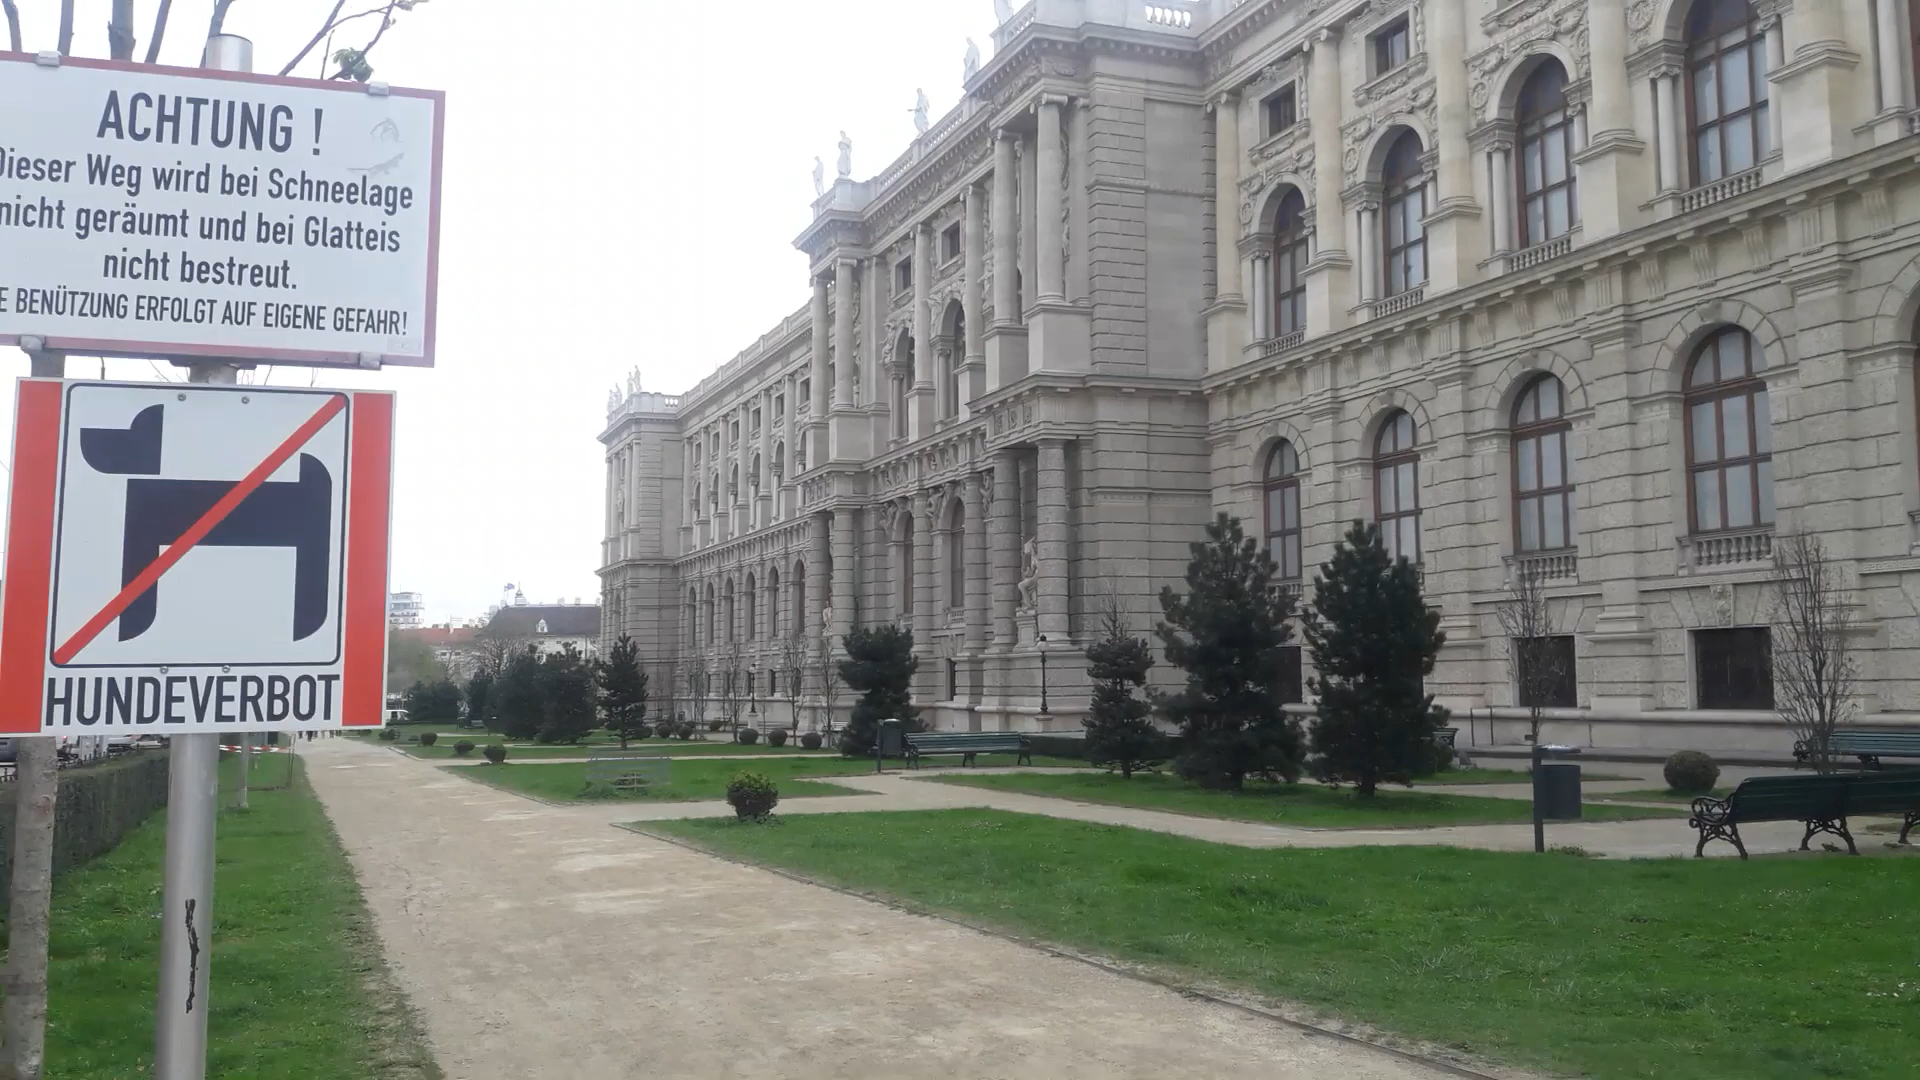 ACHTUNG !
Dieser Weg wird bei Schneelage
nicht geräumt und bei Glatteis
nicht bestreut.
E BENÜTZUNG ERFOLGT AUF EIGENE GEFAHR!
HUNDEVERBOT